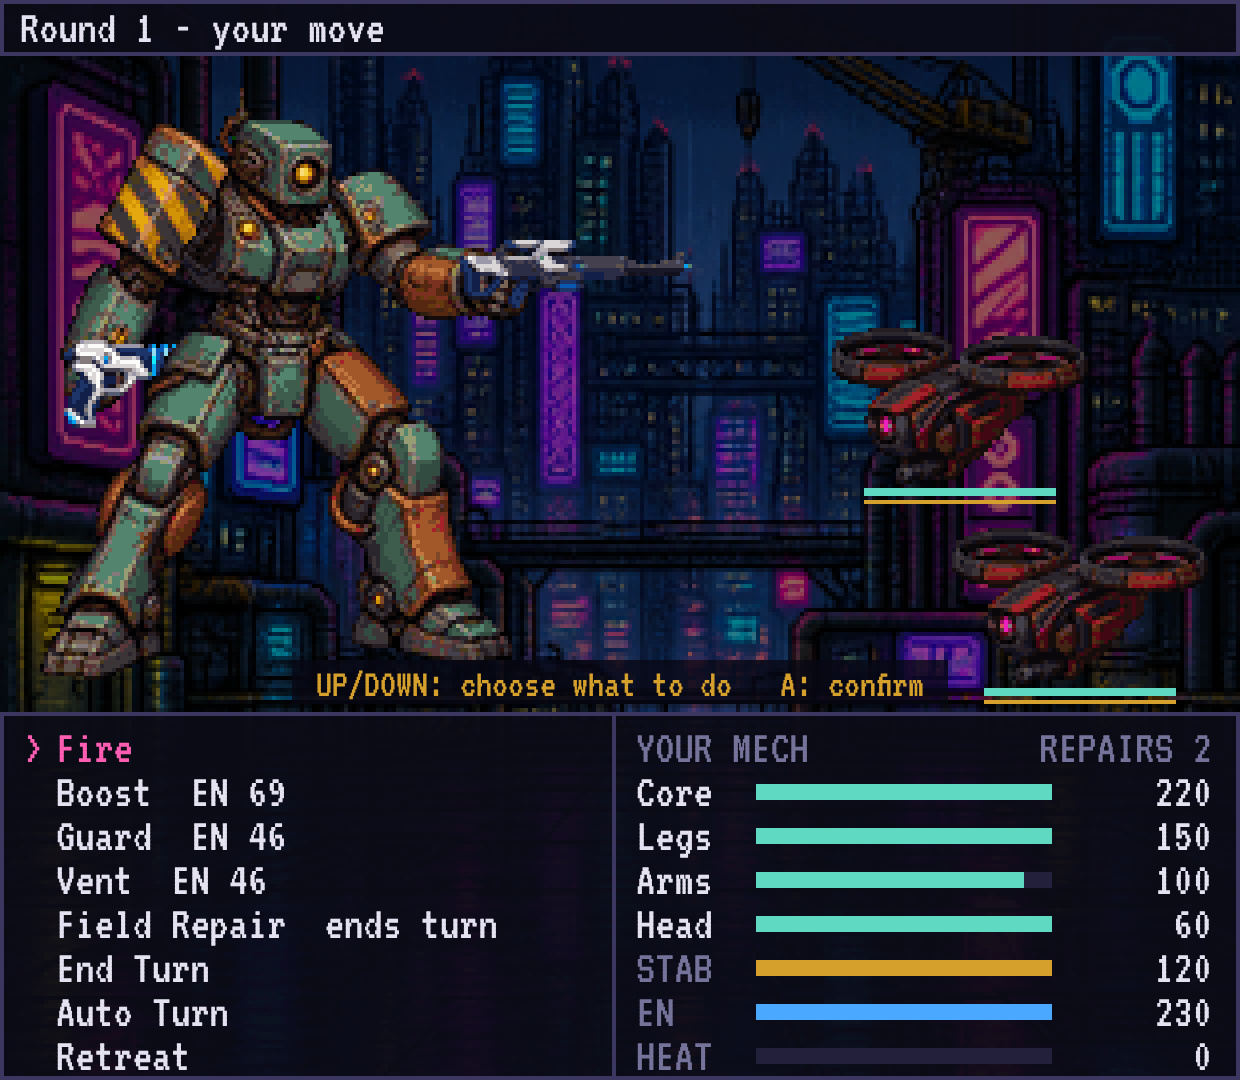 Round 1 - your move
UP/DOWN: choose what to do A: confirm
> Fire
Boost EN 69
Guard EN 46
Vent EN 46
Field Repair ends turn
End Turn
Auto Turn
Retreat
YOUR MECH REPAIRS 2
Core 220
Legs 150
Arms 100
Head 60
STAB 120
EN 230
HEAT 0